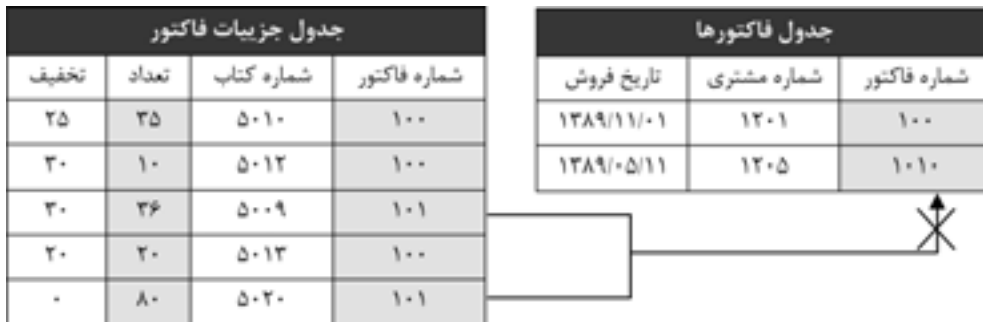 جدول فاکتورها
شماره فاکتور شماره مشتری تاریخ فروش
۱۰۰ ۱۲۰۱ ۱۳۸۹/۱۱/۰۱
۱۰۱۰ ۱۲۰۵ ۱۳۸۹/۰۵/۱۱
جدول جزییات فاکتور
شماره فاکتور شماره کتاب تعداد تخفیف
۱۰۰ ۵۰۱۰ ۳۵ ۲۵
۱۰۰ ۵۰۱۲ ۱۰ ۳۰
۱۰۱ ۵۰۰۹ ۳۶ ۳۰
۱۰۰ ۵۰۱۳ ۲۰ ۲۰
۱۰۱ ۵۰۲۰ ۸۰ ۰